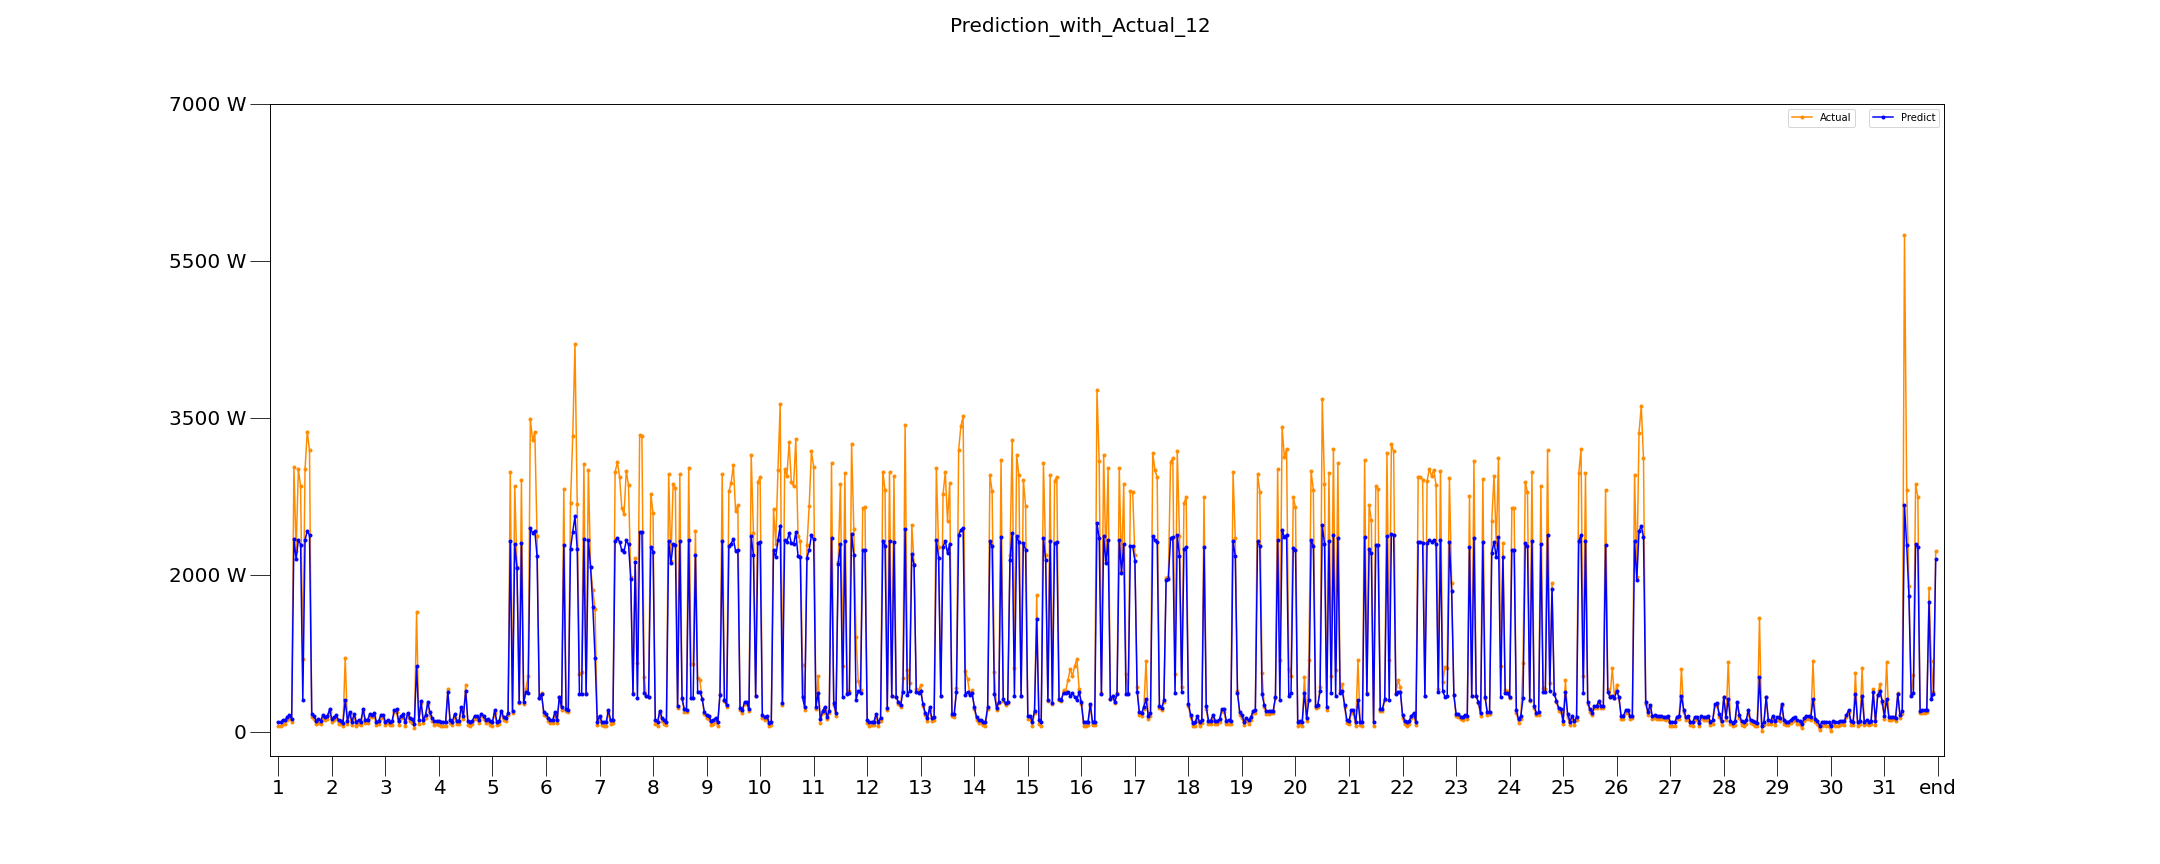 Prediction_with_Actual_12
Actual Predict
7000 W
5500 W
3500 W
2000 W
0
1 2 3 4 5 6 7 8 9 10 11 12 13 14 15 16 17 18 19 20 21 22 23 24 25 26 27 28 29 30 31 end